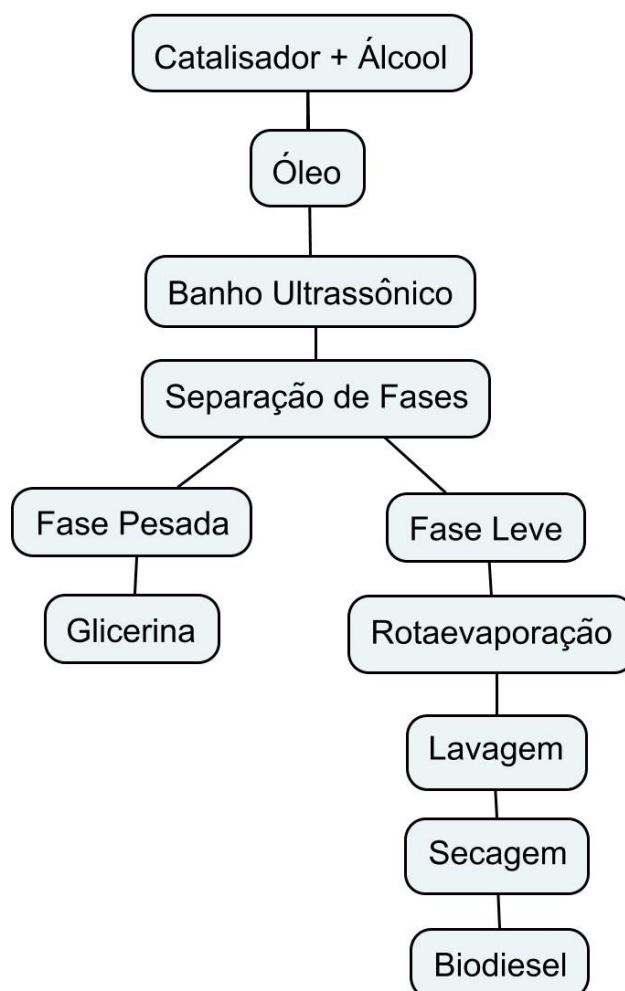 Catalisador + Álcool
Óleo
Banho Ultrassônico
Separação de Fases
Fase Pesada
Fase Leve
Glicerina
Rotaevaporação
Lavagem
Secagem
Biodiesel